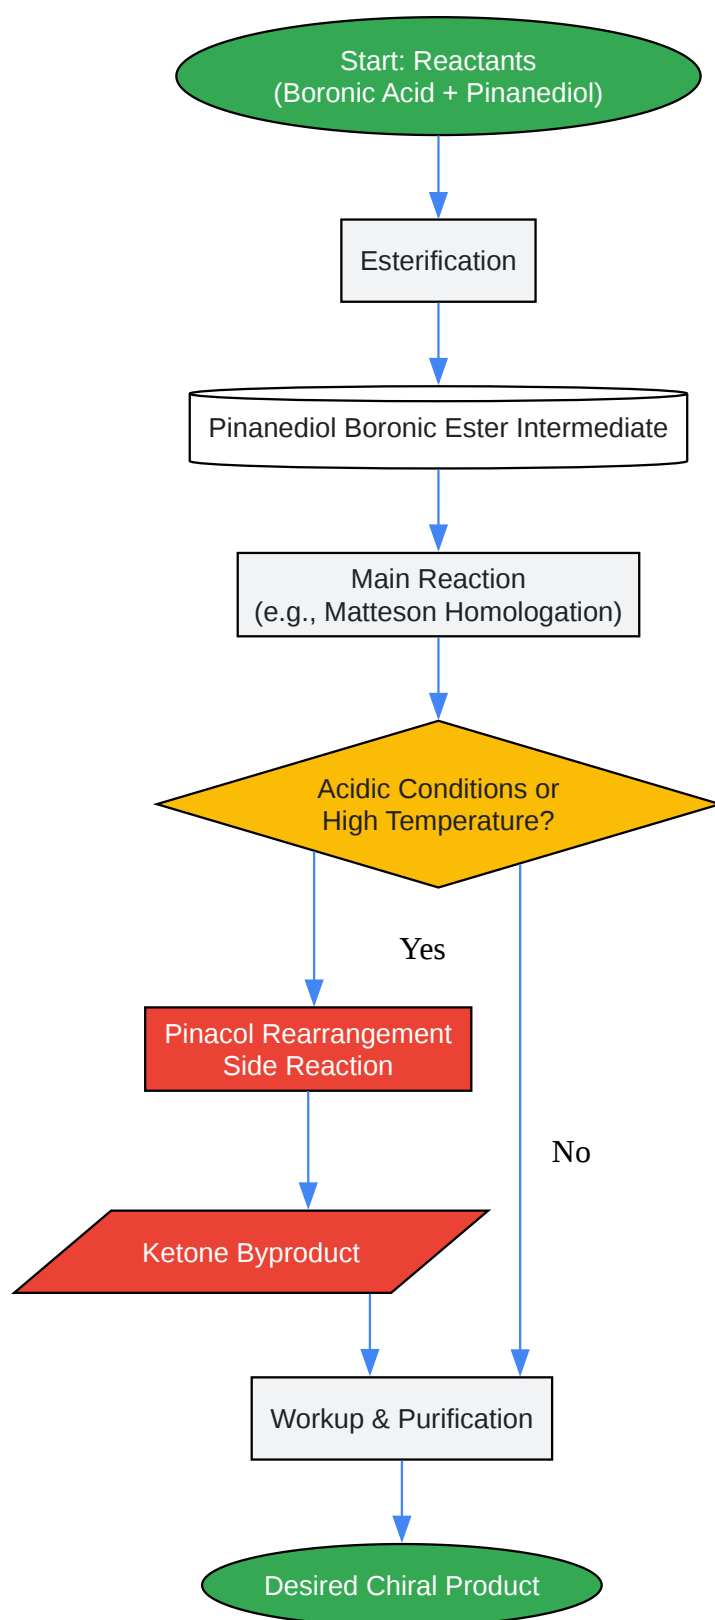 Start: Reactants
(Boronic Acid + Pinanediol)
Esterification
Pinanediol Boronic Ester Intermediate
Main Reaction
(e.g., Matteson Homologation)
Acidic Conditions or
High Temperature?
Yes
Pinacol Rearrangement
Side Reaction
No
Ketone Byproduct
Workup & Purification
Desired Chiral Product